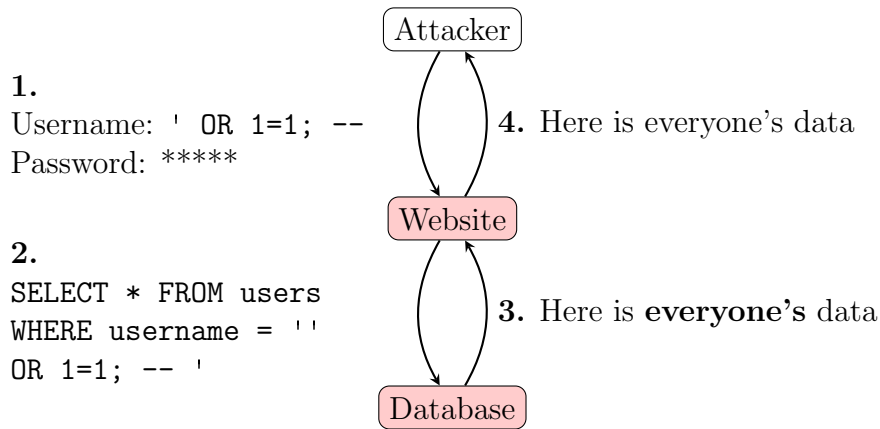 Attacker
1.
Username: ' OR 1=1; --
Password: *****
4. Here is everyone's data
Website
2.
SELECT * FROM users
WHERE username = ''
OR 1=1; -- '
3. Here is everyone's data
Database